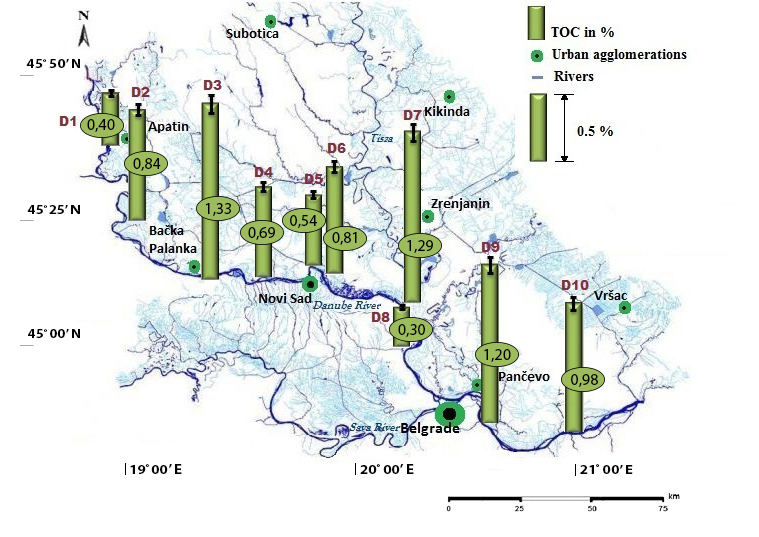 N
TOC in %
Urban agglomerations
Rivers
0.5 %
Subotica
45°50'N
D1
D2
D3
0,40
Apatin
0,84
D7
Kikinda
Tisza
D6
D4
D5
1,33
0,69
0,54
0,81
1,29
Zrenjanin
45°25'N
Bačka
Palanka
D9
D10
Vršac
Novi Sad
Danube River
D8
0,30
45°00'N
1,20
0,98
Pančevo
Sava River
Belgrade
19°00'E
20°00'E
21°00'E
km
0 25 50 75